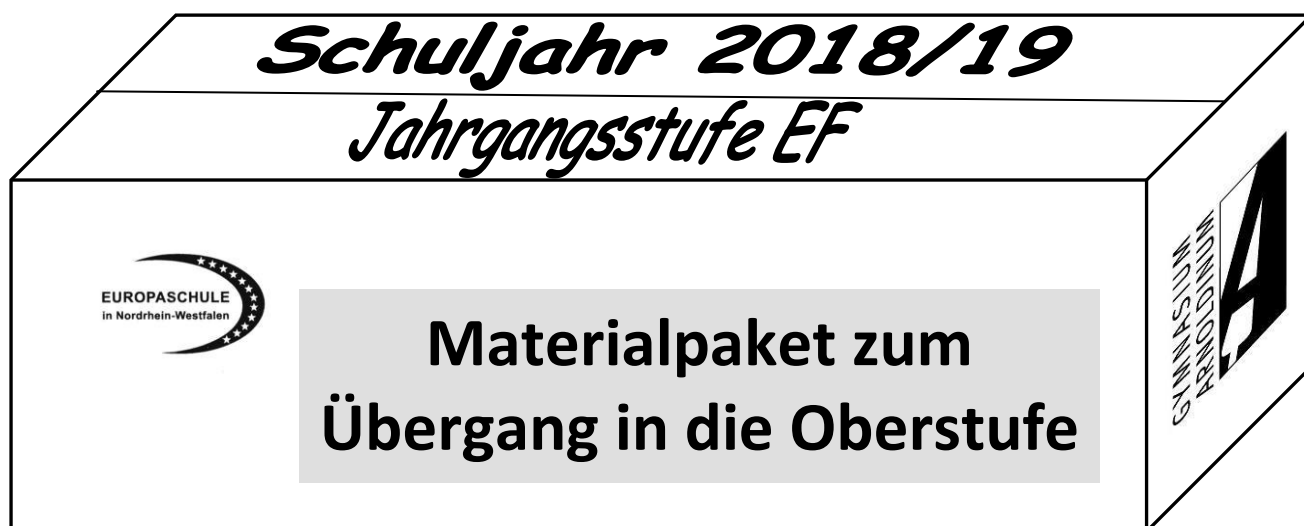 Schuljahr 2018/19
Jahrgangsstufe EF
EUROPASCHULE
in Nordrhein-Westfalen
Materialpaket zum
Übergang in die Oberstufe
GYMNASIUM
ARNOLDINUM